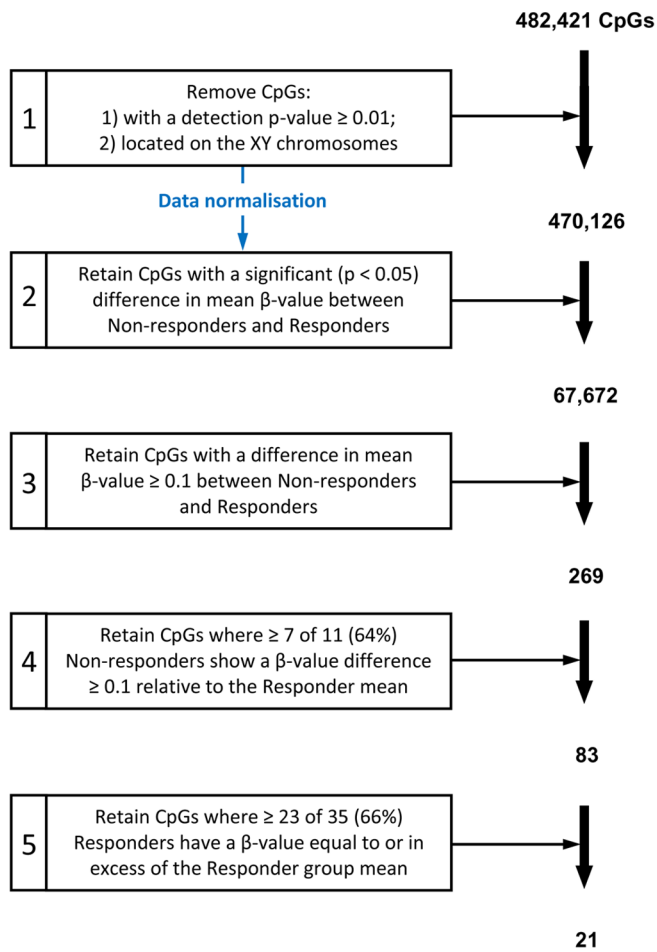 482,421 CpGs
1
Remove CpGs:
1) with a detection p-value ≥ 0.01;
2) located on the XY chromosomes
Data normalisation
470,126
2
Retain CpGs with a significant (p < 0.05)
difference in mean β-value between
Non-responders and Responders
67,672
3
Retain CpGs with a difference in mean
β-value ≥ 0.1 between Non-responders
and Responders
269
4
Retain CpGs where ≥ 7 of 11 (64%)
Non-responders show a β-value difference
≥ 0.1 relative to the Responder mean
83
5
Retain CpGs where ≥ 23 of 35 (66%)
Responders have a β-value equal to or in
excess of the Responder group mean
21